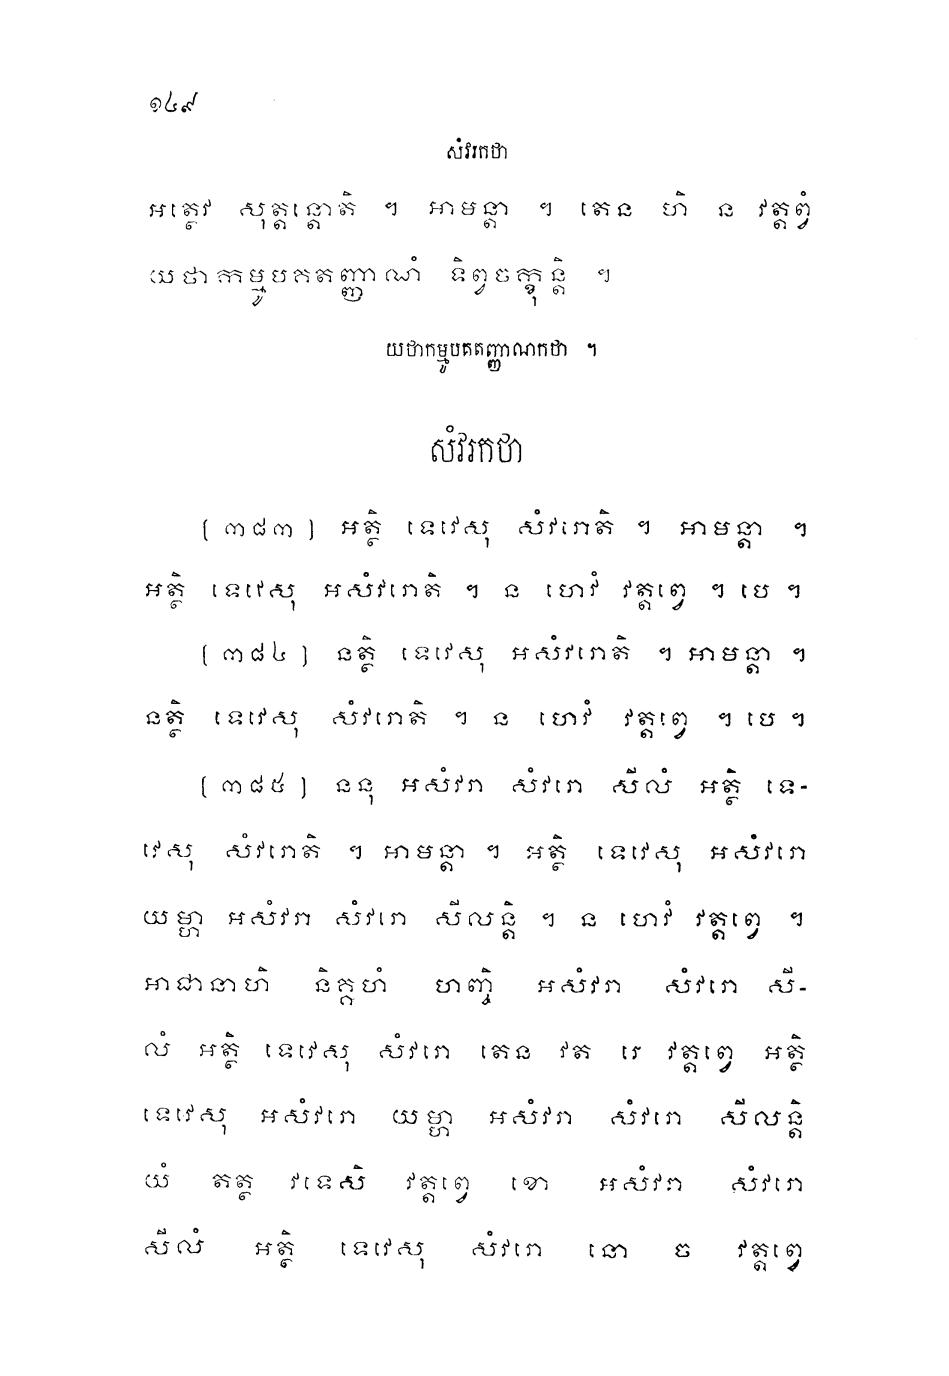 ១៤៩
សំវរកថា
អត្ថេវ សុត្តន្តោតិ ។ អាមន្តា ។ តេន ហិ ន វត្តព្វំ
យថាកម្មូបគតញ្ញាណំ ទិព្វចក្ខុន្តិ ។
យថាកម្មូបគតញ្ញាណកថា ។
សំវរកថា
(៣៨៣) អត្ថិ ទេវេសុ សំវរោតិ ។ អាមន្តា ។
អត្ថិ ទេវេសុ អសំវរោតិ ។ ន ហេវំ វត្តព្វេ ។ បេ ។
(៣៨៤) នត្ថិ ទេវេសុ អសំវរោតិ ។ អាមន្តា ។
នត្ថិ ទេវេសុ សំវរោតិ ។ ន ហេវំ វត្តព្វេ ។ បេ ។
(៣៨៥) ននុ អសំវរា សំវរោ សីលំ អត្ថិ ទេ-
វេសុ សំវរោតិ ។ អាមន្តា ។ អត្ថិ ទេវេសុ អសំវរោ
យម្ហា អសំវរា សំវរោ សីលន្តិ ។ ន ហេវំ វត្តព្វេ ។
អាជានាហិ និគ្គហំ ហញ្ចិ អសំវរា សំវរោ សី-
លំ អត្ថិ ទេវេសុ សំវរោ តេន វត រេ វត្តព្វេ អត្ថិ
ទេវេសុ អសំវរោ យម្ហា អសំវរា សំវរោ សីលន្តិ
យំ តត្ថ វទេសិ វត្តព្វេ ខោ អសំវរា សំវរោ
សីលំ អត្ថិ ទេវេសុ សំវរោ នោ ច វត្តព្វេ